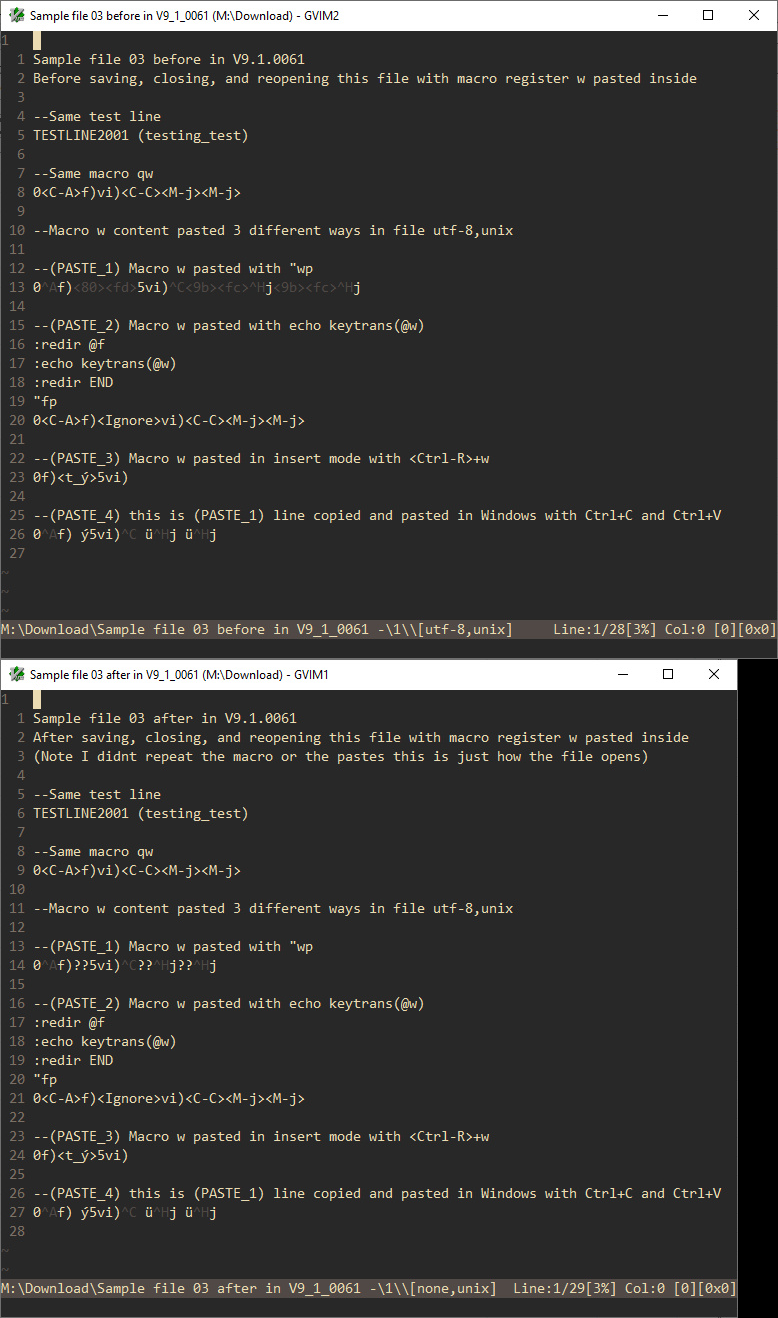 Sample file 03 before in V9_1_0061 (M:\Download) - GVIM2
1
1 Sample file 03 before in V9.1.0061
2 Before saving, closing, and reopening this file with macro register w pasted inside
3
4 --Same test line
5 TESTLINE2001 (testing_test)
6
7 --Same macro qw
8 0<C-A>f)vi)<C-C><M-j><M-j>
9
10 --Macro w content pasted 3 different ways in file utf-8,unix
11
12 --(PASTE_1) Macro w pasted with "wp
13 0^Af)<80><fd>5vi)^C<9b><fc>^Hj<9b><fc>^Hj
14
15 --(PASTE_2) Macro w pasted with echo keytrans(@w)
16 :redir @f
17 :echo keytrans(@w)
18 :redir END
19 "fp
20 0<C-A>f)<Ignore>vi)<C-C><M-j><M-j>
21
22 --(PASTE_3) Macro w pasted in insert mode with <Ctrl-R>+w
23 0f)<t_ý>5vi)
24
25 --(PASTE_4) this is (PASTE_1) line copied and pasted in Windows with Ctrl+C and Ctrl+V
26 0^Af) ý5vi)^C ü^Hj ü^Hj
27
~
~
~
M:\Download\Sample file 03 before in V9_1_0061 -\1\\[utf-8,unix] Line:1/28[3%] Col:0 [0][0x0]
Sample file 03 after in V9_1_0061 (M:\Download) - GVIM1
1
1 Sample file 03 after in V9.1.0061
2 After saving, closing, and reopening this file with macro register w pasted inside
3 (Note I didnt repeat the macro or the pastes this is just how the file opens)
4
5 --Same test line
6 TESTLINE2001 (testing_test)
7
8 --Same macro qw
9 0<C-A>f)vi)<C-C><M-j><M-j>
10
11 --Macro w content pasted 3 different ways in file utf-8,unix
12
13 --(PASTE_1) Macro w pasted with "wp
14 0^Af)??5vi)^C??^Hj??^Hj
15
16 --(PASTE_2) Macro w pasted with echo keytrans(@w)
17 :redir @f
18 :echo keytrans(@w)
19 :redir END
20 "fp
21 0<C-A>f)<Ignore>vi)<C-C><M-j><M-j>
22
23 --(PASTE_3) Macro w pasted in insert mode with <Ctrl-R>+w
24 0f)<t_ý>5vi)
25
26 --(PASTE_4) this is (PASTE_1) line copied and pasted in Windows with Ctrl+C and Ctrl+V
27 0^Af) ý5vi)^C ü^Hj ü^Hj
28
~
~
M:\Download\Sample file 03 after in V9_1_0061 -\1\\[none,unix] Line:1/29[3%] Col:0 [0][0x0]